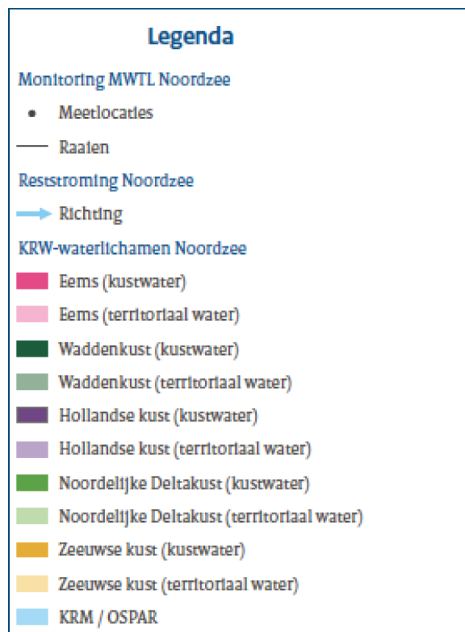 Legenda
Monitoring MWTL Noordzee
Meetlocaties
Raaien
Reststroming Noordzee
Richting
KRW-waterlichamen Noordzee
Eems (kustwater)
Eems (territoriaal water)
Waddenkust (kustwater)
Waddenkust (territoriaal water)
Hollandse kust (kustwater)
Hollandse kust (territoriaal water)
Noordelijke Deltakust (kustwater)
Noordelijke Deltakust (territoriaal water)
Zeeuwse kust (kustwater)
Zeeuwse kust (territoriaal water)
KRM / OSPAR